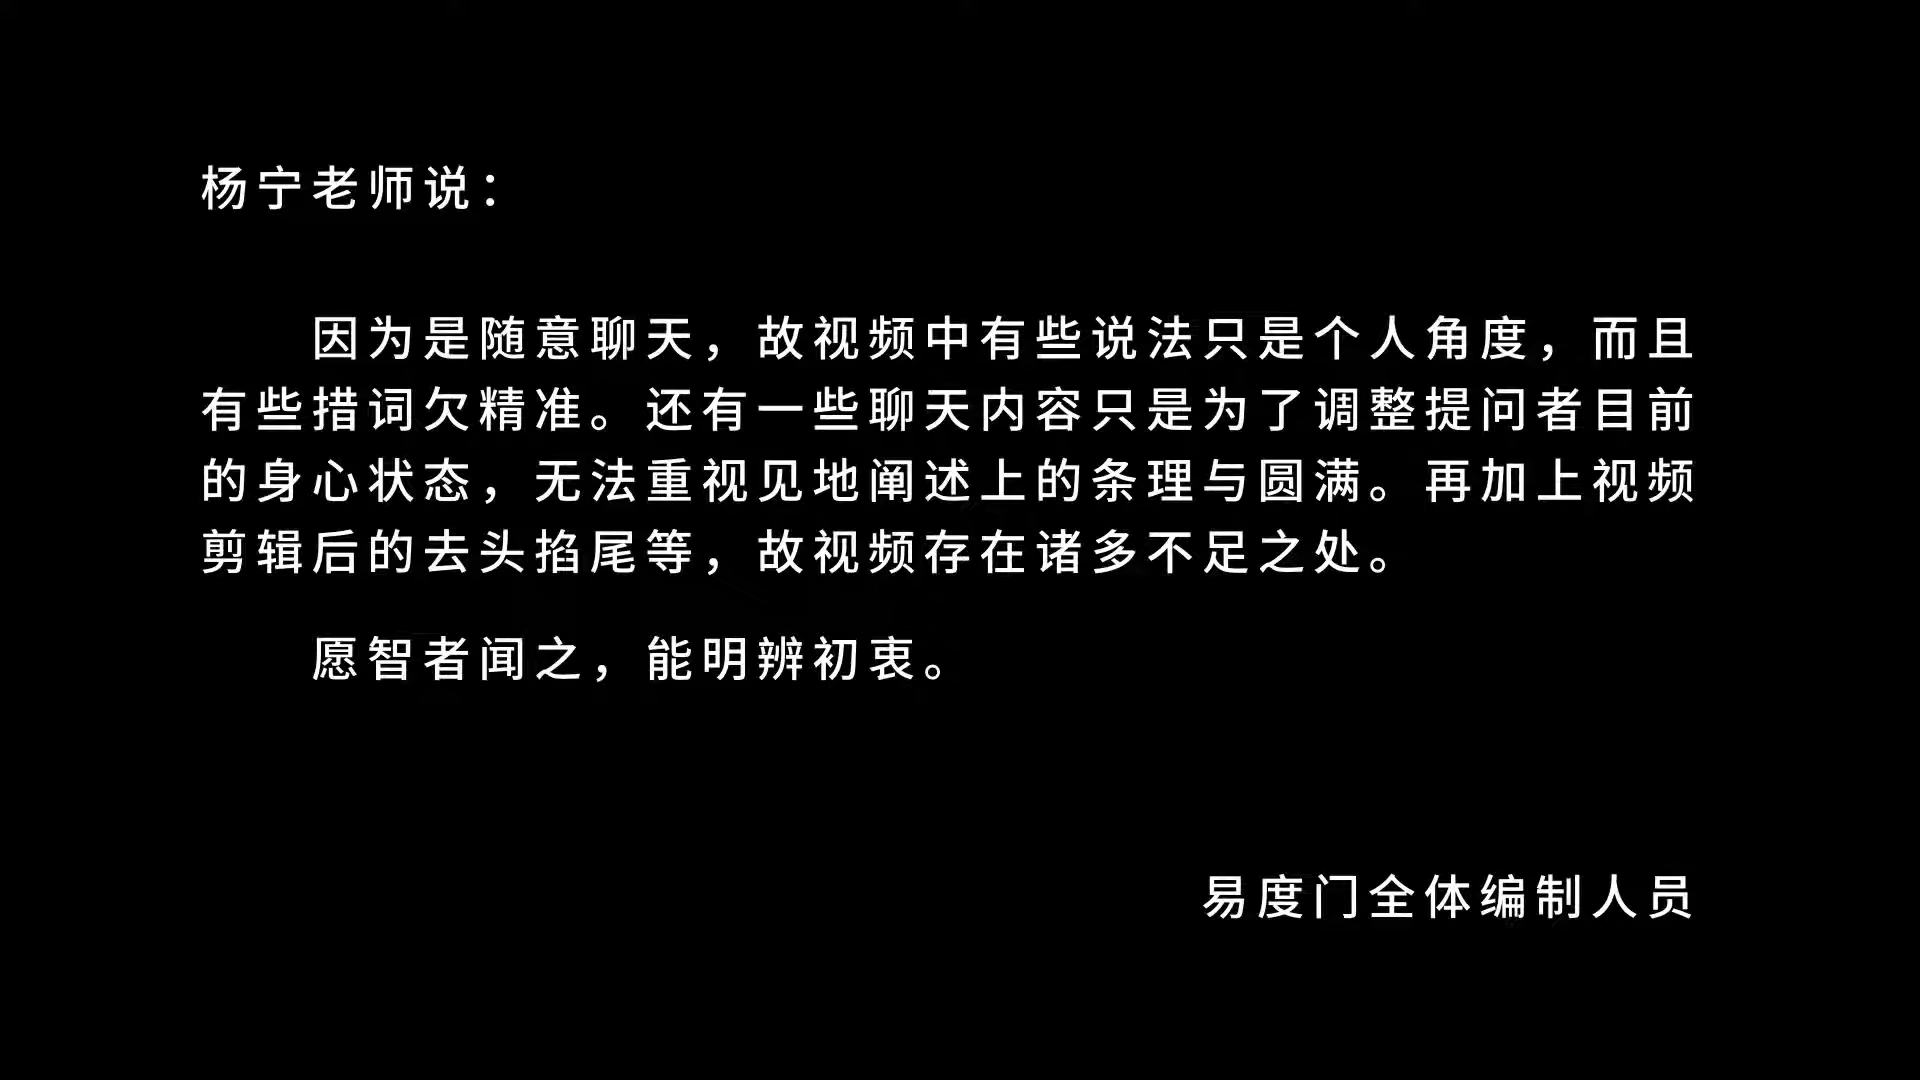 杨宁老师说：
因为是随意聊天，故视频中有些说法只是个人角度，而且
有些措词欠精准。还有一些聊天内容只是为了调整提问者目前
的身心状态，无法重视见地阐述上的条理与圆满。再加上视频
剪辑后的去头掐尾等，故视频存在诸多不足之处。
愿智者闻之，能明辨初衷。
易度门全体编制人员